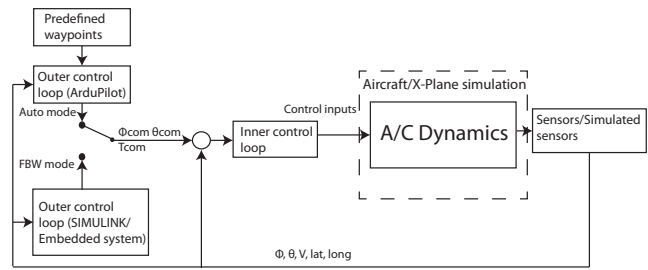 Predefined
waypoints
Outer control
loop (ArduPilot)
Auto mode
Φcom θcom
Tcom
FBW mode
Outer control
loop (SIMULINK/
Embedded system)
Inner control
loop
Control inputs
Aircraft/X-Plane simulation
A/C Dynamics
Sensors/Simulated
sensors
Φ, θ, V, lat, long